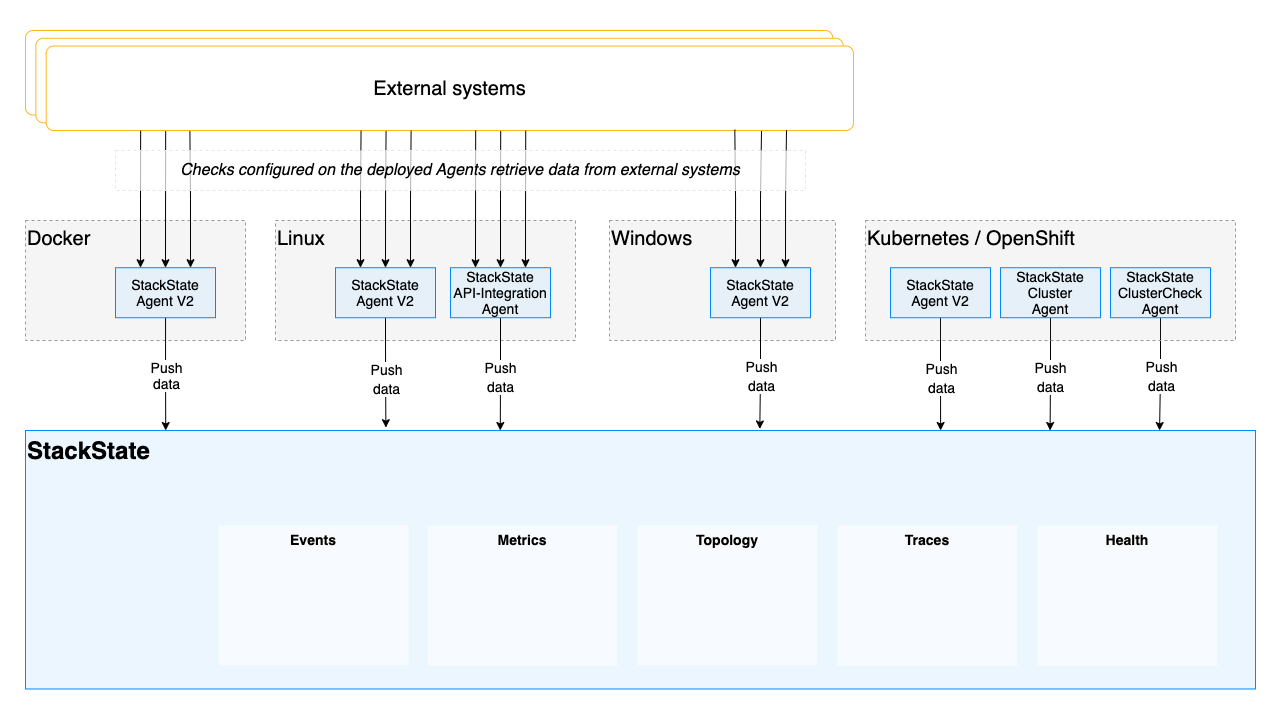 External systems
Checks configured on the deployed Agents retrieve data from external systems
Docker
StackState
Agent V2
Linux
StackState
Agent V2
StackState
API-Integration
Agent
Windows
StackState
Agent V2
Kubernetes / OpenShift
StackState
Agent V2
StackState
Cluster
Agent
StackState
ClusterCheck
Agent
Push
data
Push
data
Push
data
Push
data
Push
data
Push
data
Push
data
StackState
Events
Metrics
Topology
Traces
Health